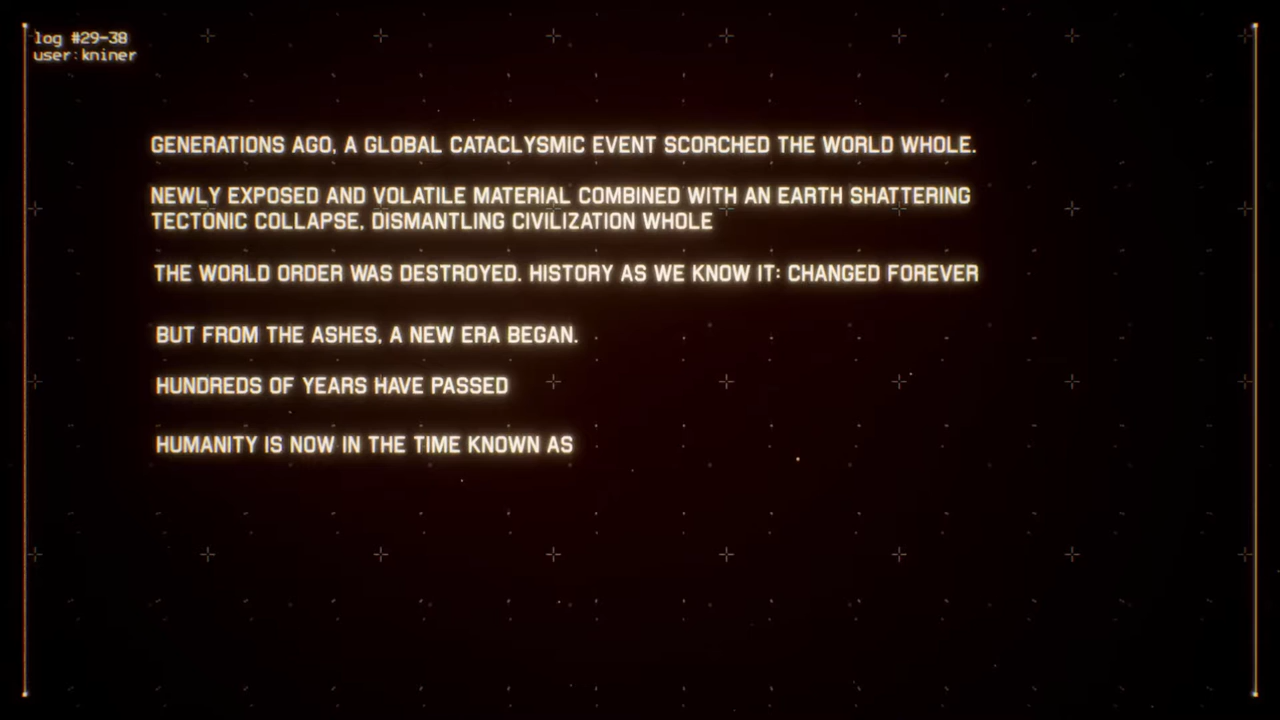 log #29-38
user:kniner
GENERATIONS AGO, A GLOBAL CATACLYSMIC EVENT SCORCHED THE WORLD WHOLE.
NEWLY EXPOSED AND VOLATILE MATERIAL COMBINED WITH AN EARTH SHATTERING
TECTONIC COLLAPSE, DISMANTLING CIVILIZATION WHOLE
THE WORLD ORDER WAS DESTROYED. HISTORY AS WE KNOW IT: CHANGED FOREVER
BUT FROM THE ASHES, A NEW ERA BEGAN.
HUNDREDS OF YEARS HAVE PASSED
HUMANITY IS NOW IN THE TIME KNOWN AS